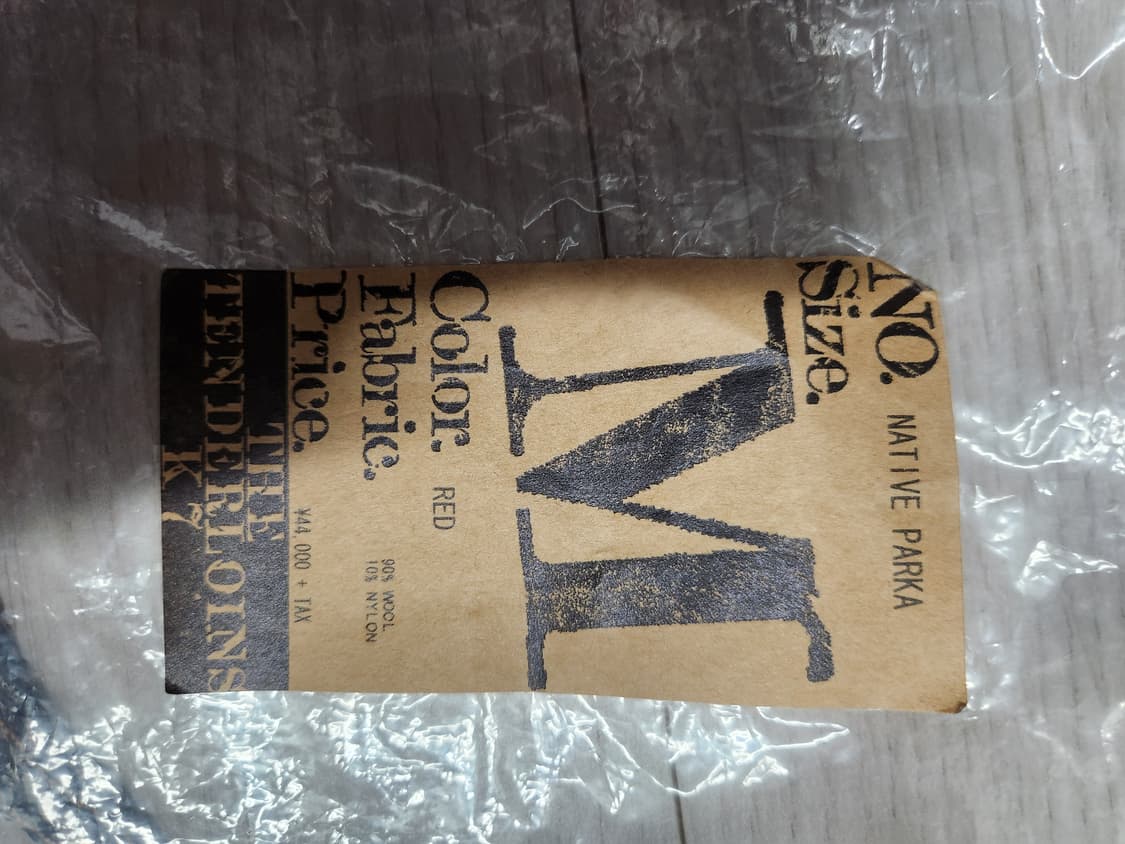 NO. NATIVE PARKA
Size.
M
Color. RED
Fabric. 90% WOOL
10% NYLON
Price. ¥44 000 + TAX
THE
TENDERLOINS